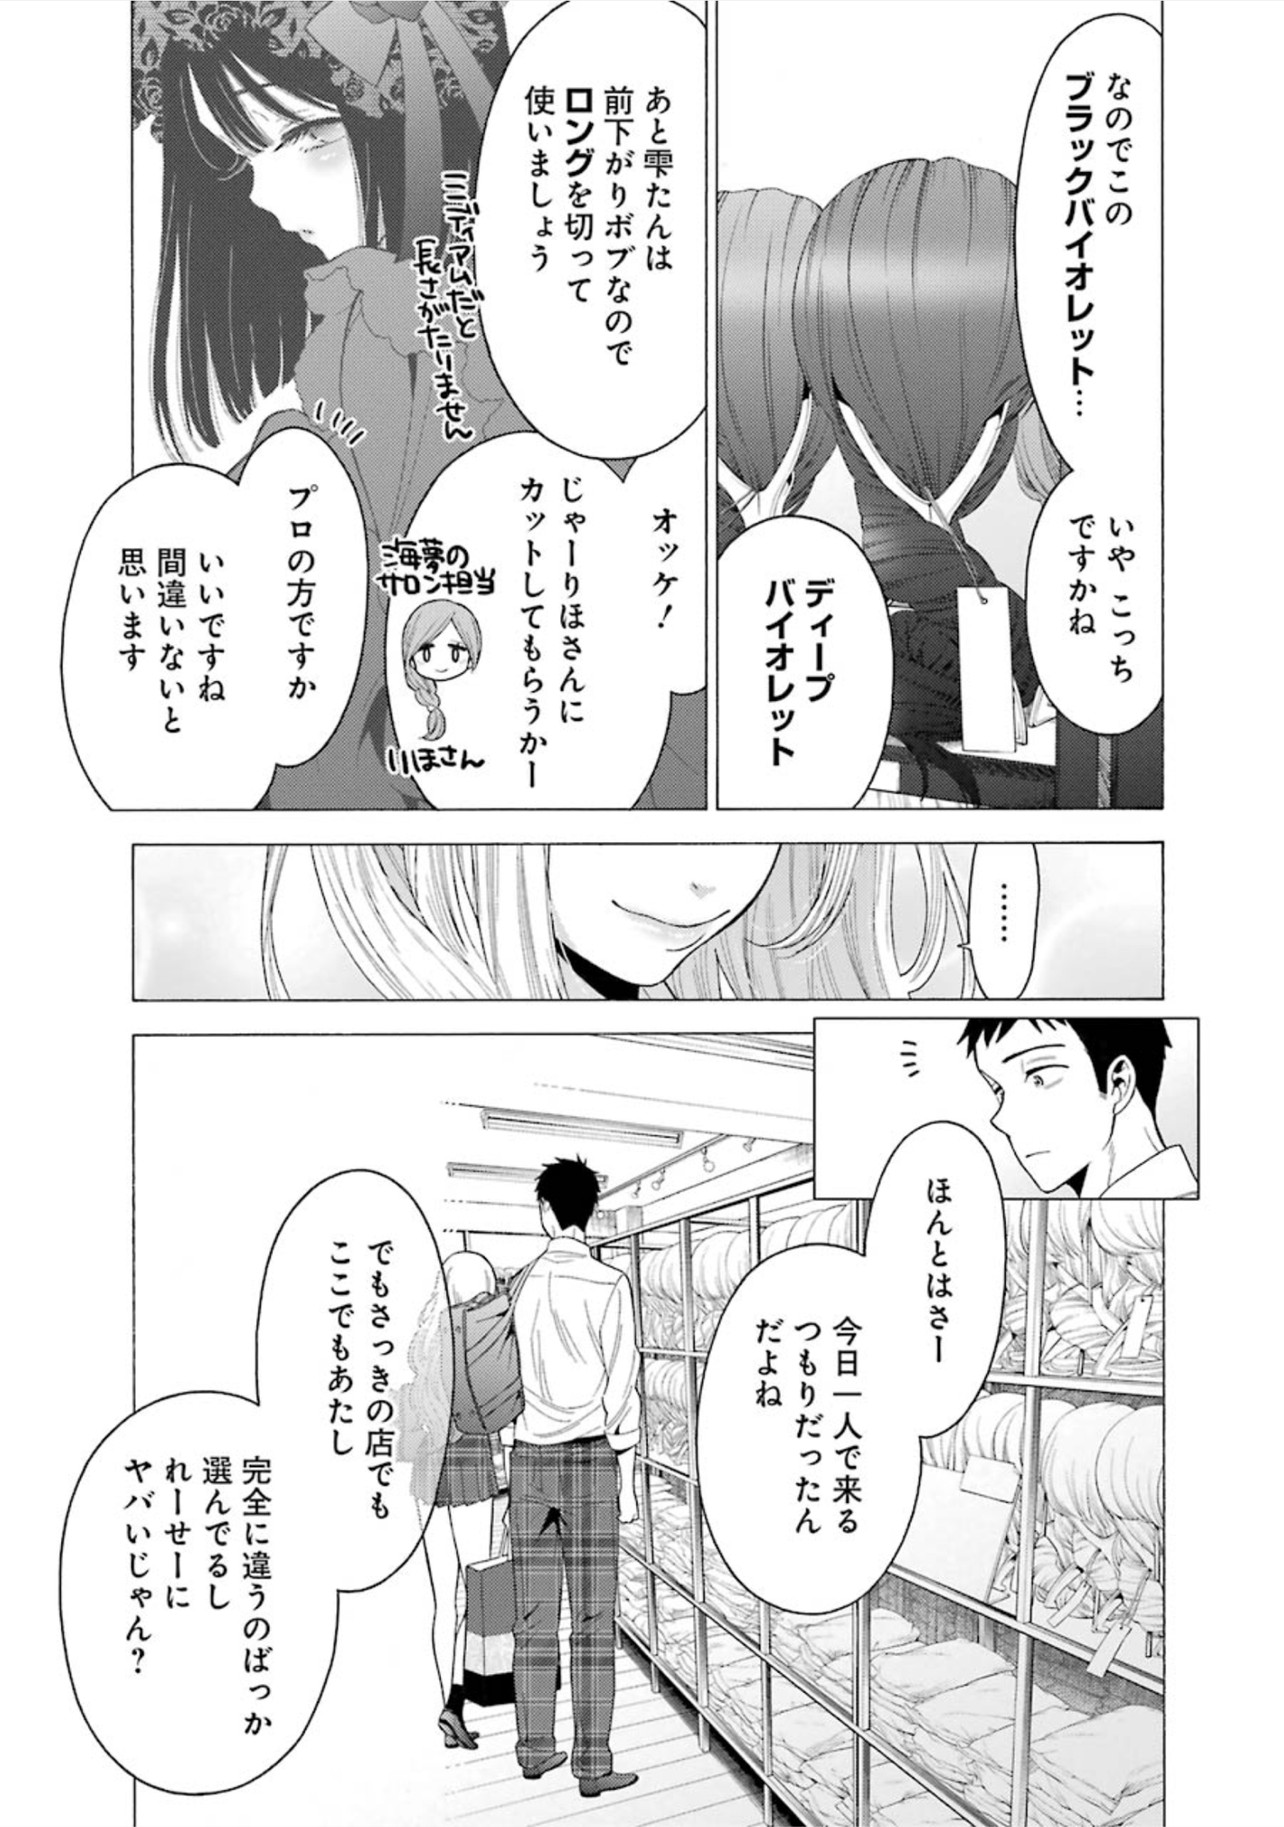 なのでこの
ブラックバイオレット…
いや こっち
ですかね
ディープ
バイオレット
あと雫たんは
前下がりボブなので
ロングを切って
使いましょう
ミディアムだと
長さがたりません
オッケ！
じゃーりほさんに
カットしてもらうかー
海夢の
サロン担当
りほさん
プロの方ですか
いいですね
間違いないと
思います
……
ほんとはさー
今日一人で来る
つもりだったん
だよね
でもさっきの店でも
ここでもあたし
完全に違うのばっか
選んでるし
れーせーに
ヤバいじゃん？